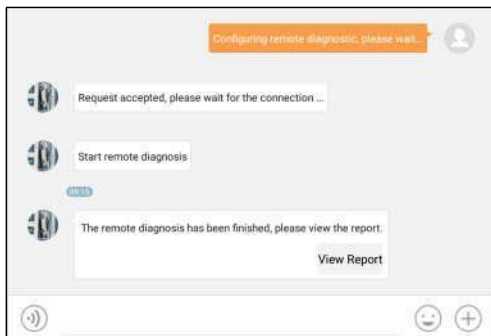 Configuring remote diagnostic, please wait...
Request accepted, please wait for the connection ...
Start remote diagnosis
The remote diagnosis has been finished, please view the report.
View Report